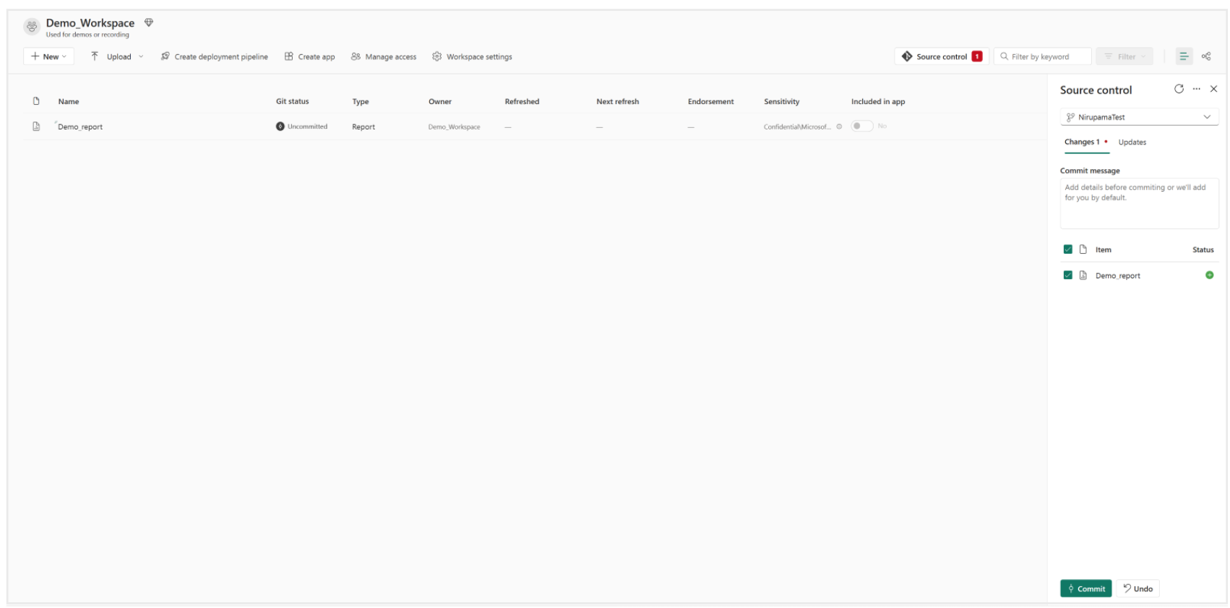 Demo_Workspace
Used for demos or recording
New
Upload
Create deployment pipeline
Create app
Manage access
Workspace settings
Source control 1
Filter by keyword
Filter
Name Git status Type Owner Refreshed Next refresh Endorsement Sensitivity Included in app
Demo_report Uncommitted Report Demo_Workspace — — — Confidential\Microsof... No
Source control
NirupamaTest
Changes 1 Updates
Commit message
Add details before commiting or we'll add
for you by default.
Item Status
Demo_report
Commit Undo